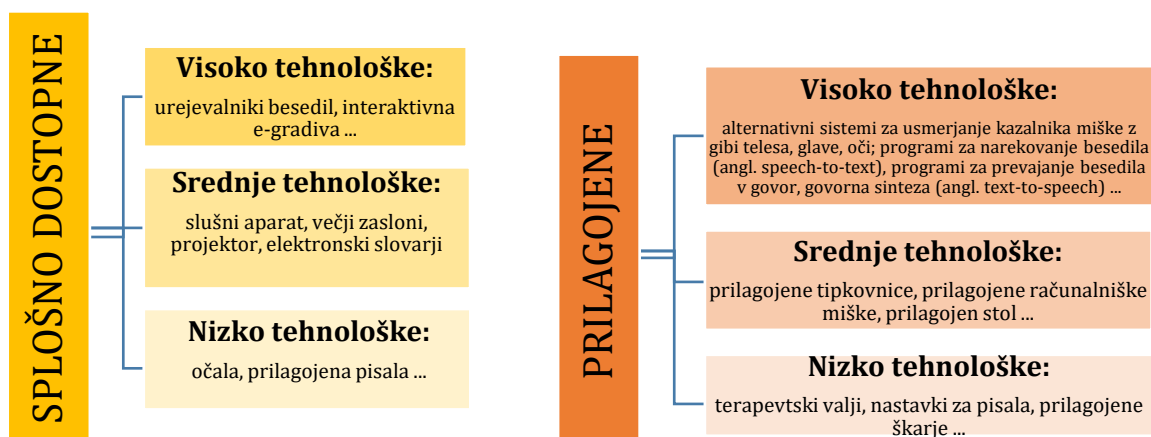 SPLOŠNO DOSTOPNE
Visoko tehnološke:
urejevalniki besedil, interaktivna
e-gradiva ...
Srednje tehnološke:
slušni aparat, večji zasloni,
projektor, elektronski slovarji
Nizko tehnološke:
očala, prilagojena pisala ...
PRILAGOJENE
Visoko tehnološke:
alternativni sistemi za usmerjanje kazalnika miške z
gibi telesa, glave, oči; programi za narekovanje besedila
(angl. speech-to-text), programi za prevajanje besedila
v govor, govorna sinteza (angl. text-to-speech) ...
Srednje tehnološke:
prilagojene tipkovnice, prilagojene računalniške
miške, prilagojen stol ...
Nizko tehnološke:
terapevtski valji, nastavki za pisala, prilagojene
škarje ...